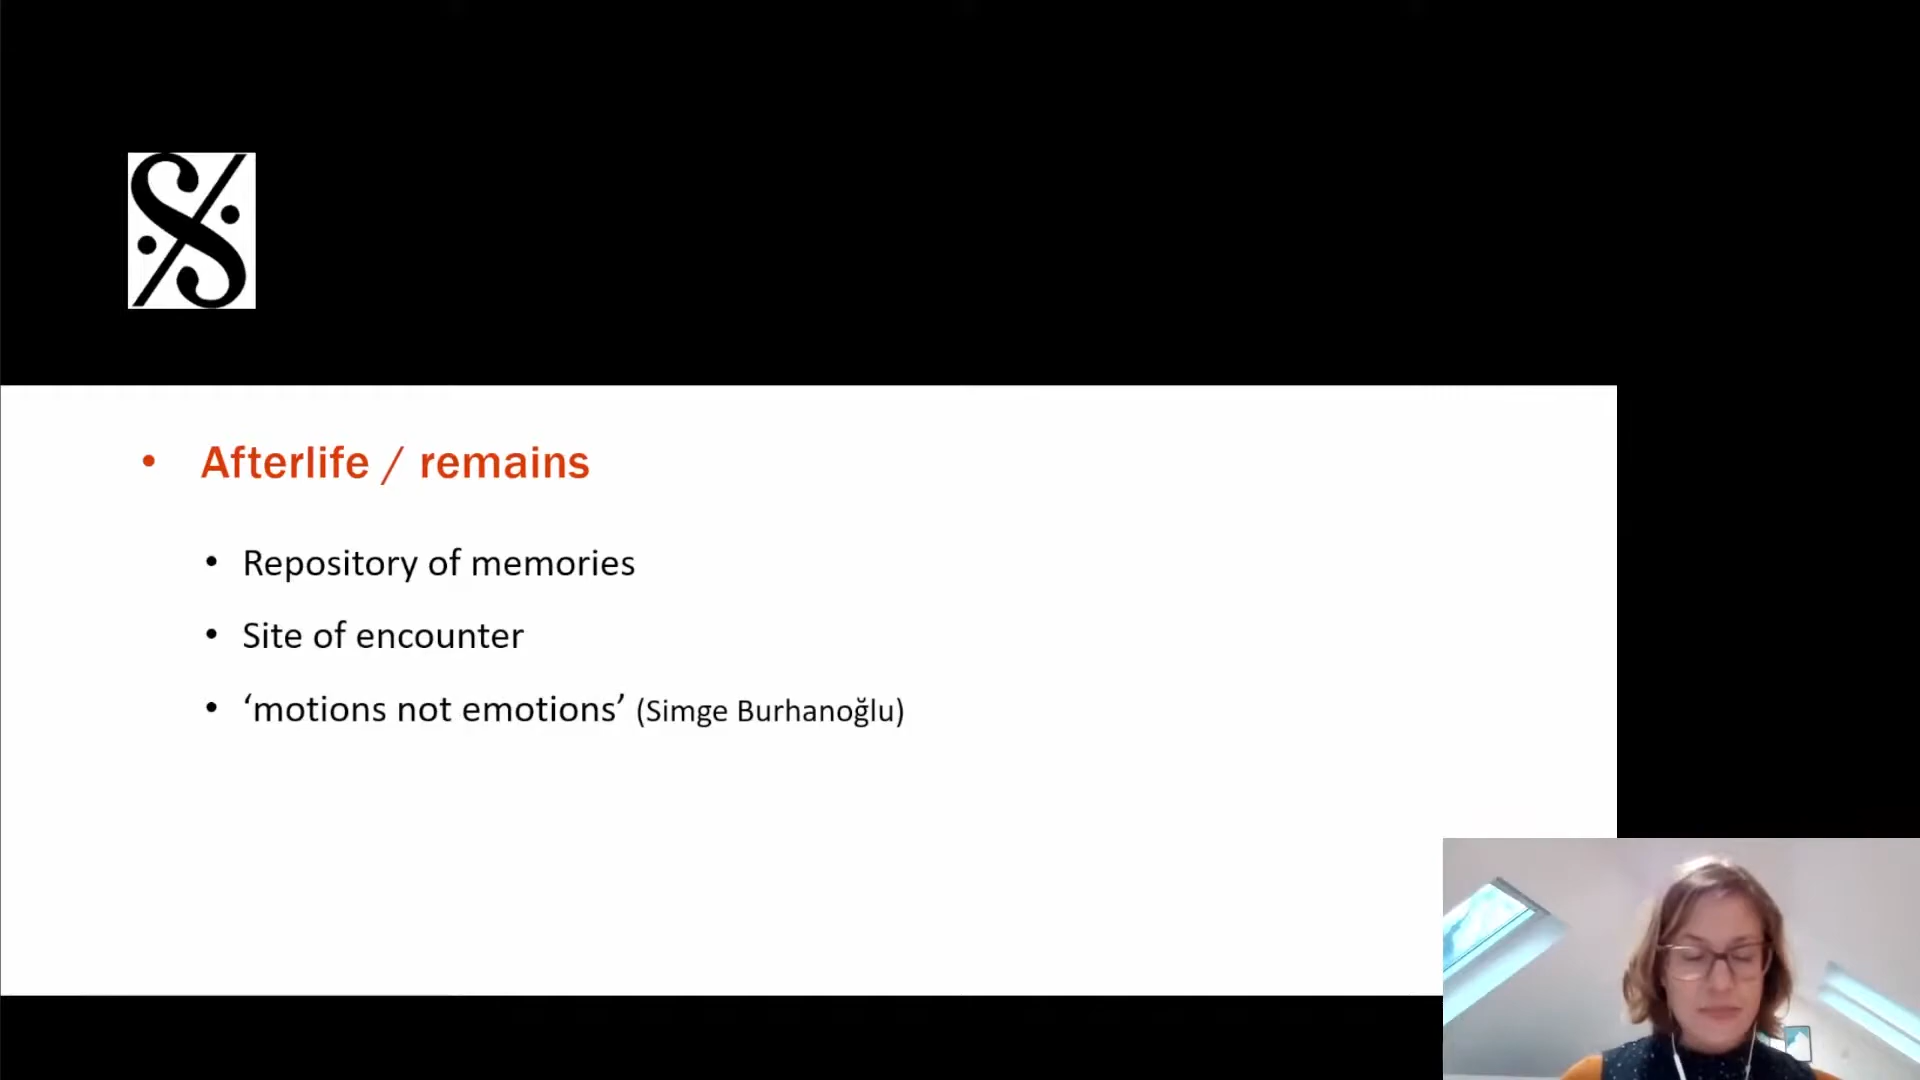 Afterlife / remains
Repository of memories
Site of encounter
‘motions not emotions’ (Simge Burhanoğlu)